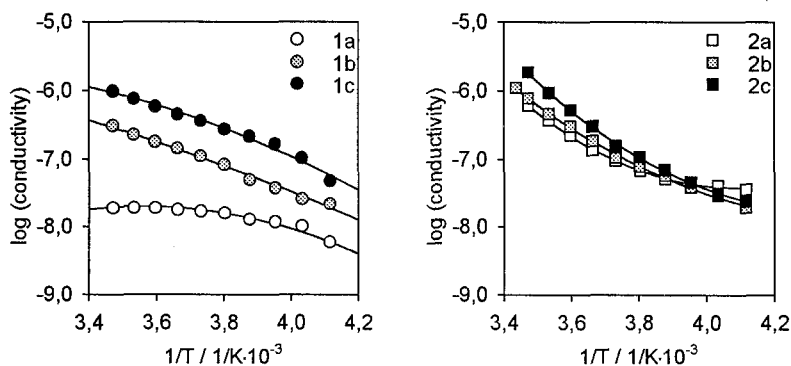 log (conductivity)
-5,0
-6,0
-7,0
-8,0
-9,0
3,4
3,6
3,8
4,0
4,2
1/T / 1/K·10⁻³
1a
1b
1c
log (conductivity)
-5,0
-6,0
-7,0
-8,0
-9,0
3,4
3,6
3,8
4,0
4,2
1/T / 1/K·10⁻³
2a
2b
2c